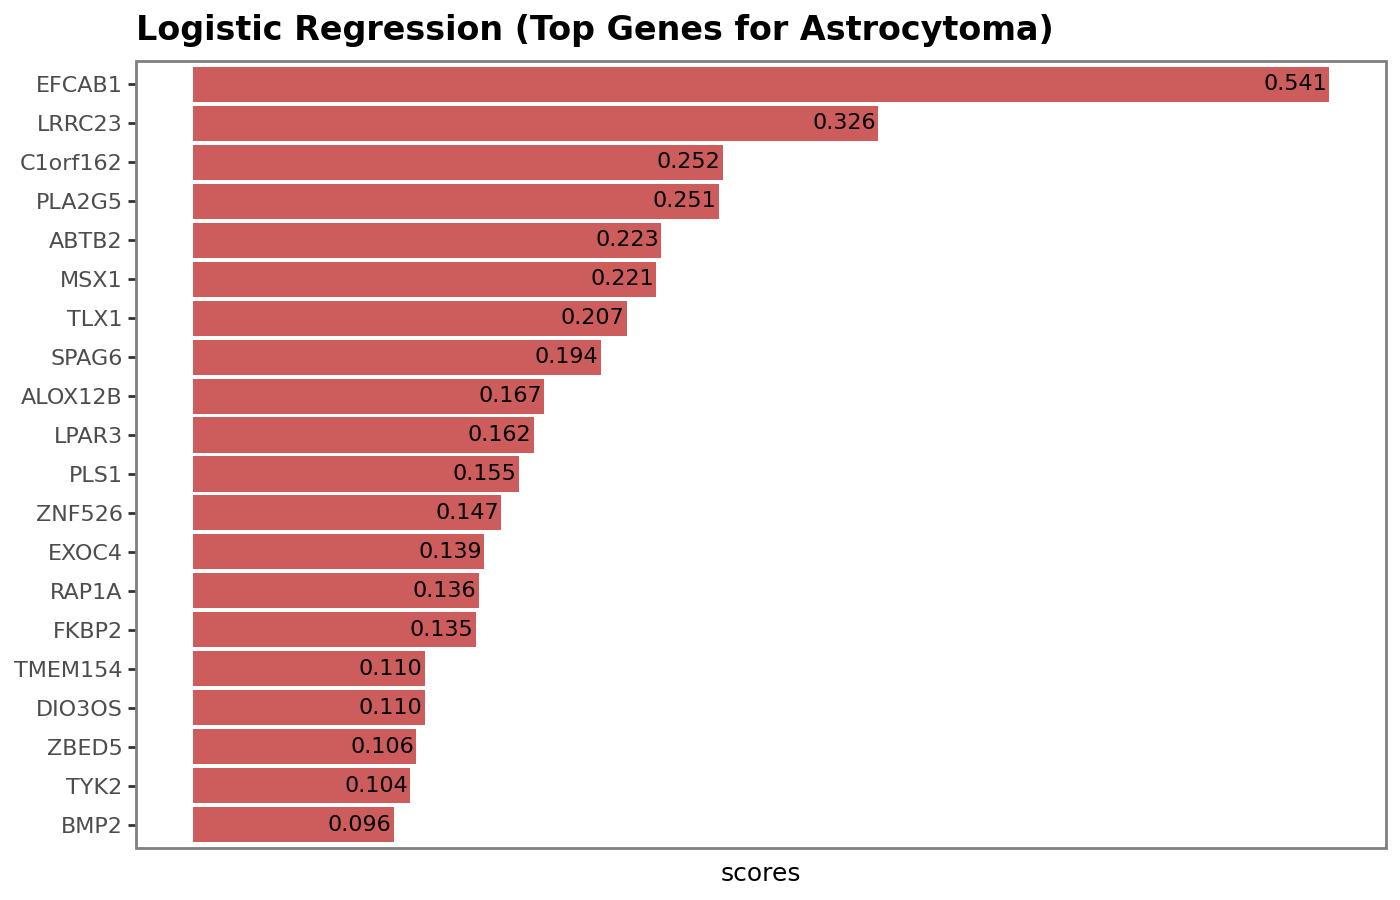 Logistic Regression (Top Genes for Astrocytoma)
EFCAB1 0.541
LRRC23 0.326
C1orf162 0.252
PLA2G5 0.251
ABTB2 0.223
MSX1 0.221
TLX1 0.207
SPAG6 0.194
ALOX12B 0.167
LPAR3 0.162
PLS1 0.155
ZNF526 0.147
EXOC4 0.139
RAP1A 0.136
FKBP2 0.135
TMEM154 0.110
DIO3OS 0.110
ZBED5 0.106
TYK2 0.104
BMP2 0.096
scores